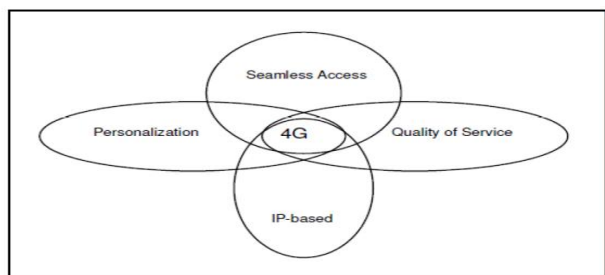 Seamless Access
Personalization
4G
Quality of Service
IP-based